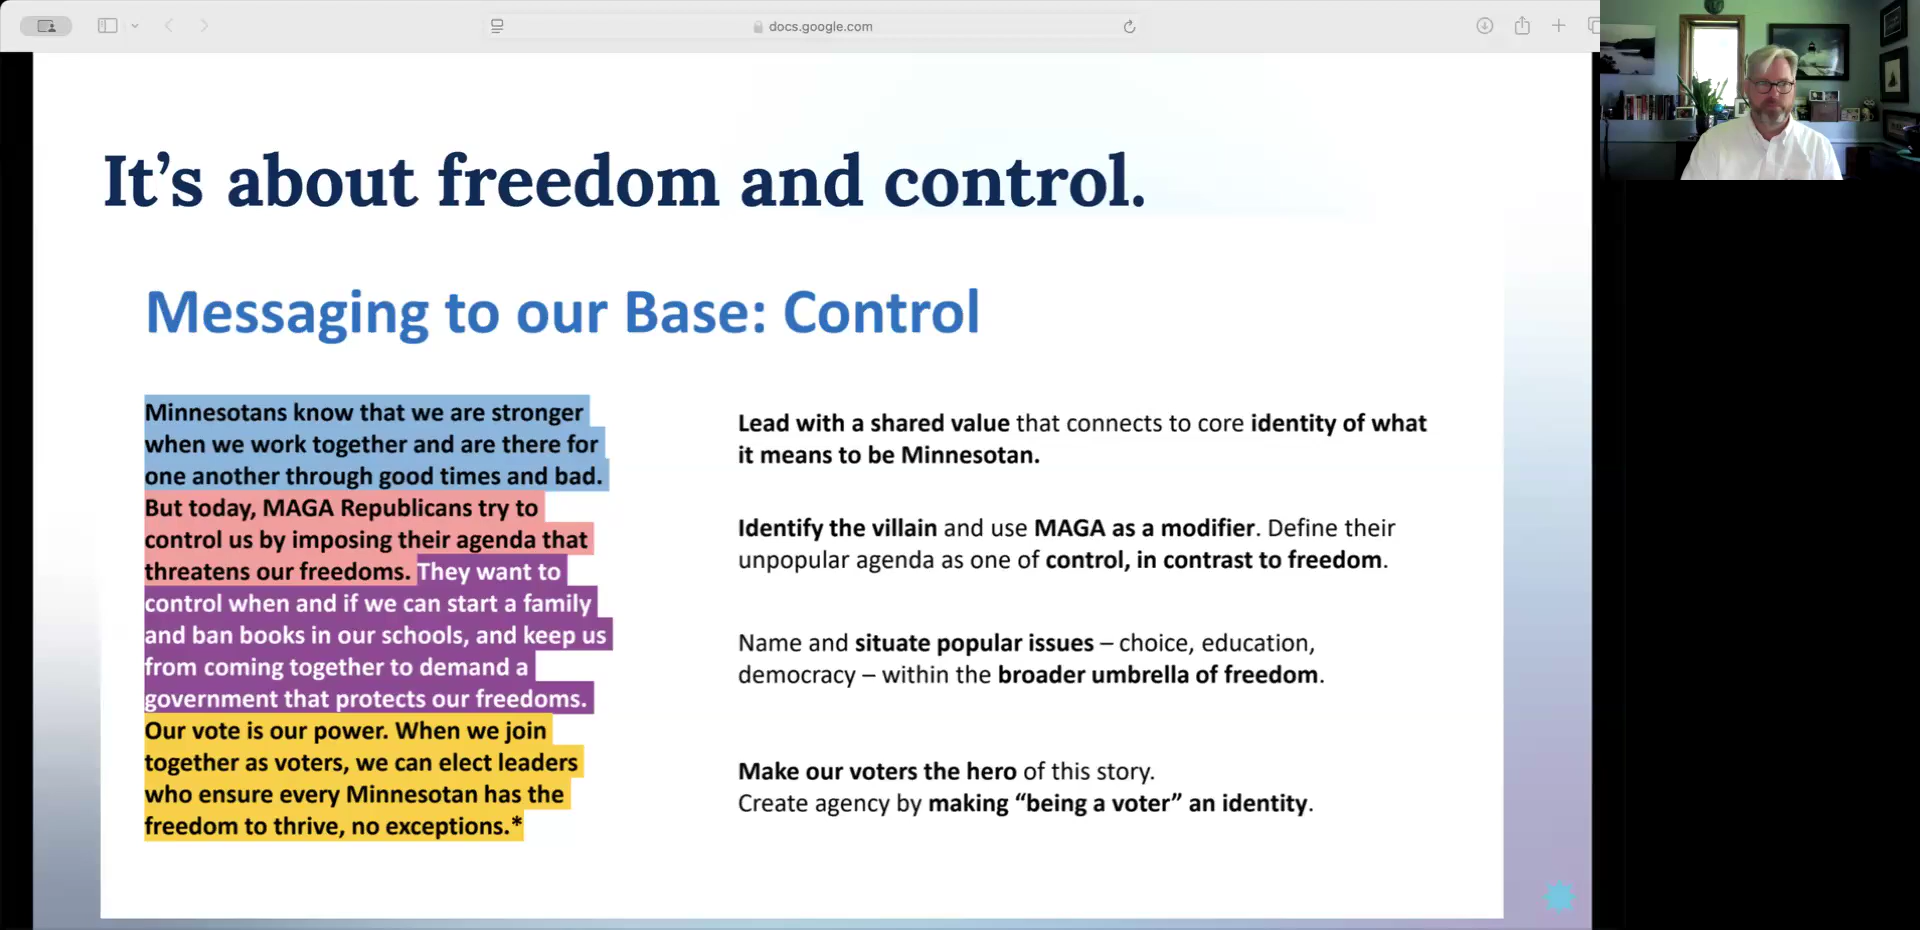 docs.google.com
It's about freedom and control.
Messaging to our Base: Control
Minnesotans know that we are stronger
when we work together and are there for
one another through good times and bad.
But today, MAGA Republicans try to
control us by imposing their agenda that
threatens our freedoms. They want to
control when and if we can start a family
and ban books in our schools, and keep us
from coming together to demand a
government that protects our freedoms.
Our vote is our power. When we join
together as voters, we can elect leaders
who ensure every Minnesotan has the
freedom to thrive, no exceptions.*
Lead with a shared value that connects to core identity of what
it means to be Minnesotan.
Identify the villain and use MAGA as a modifier. Define their
unpopular agenda as one of control, in contrast to freedom.
Name and situate popular issues – choice, education,
democracy – within the broader umbrella of freedom.
Make our voters the hero of this story.
Create agency by making “being a voter” an identity.